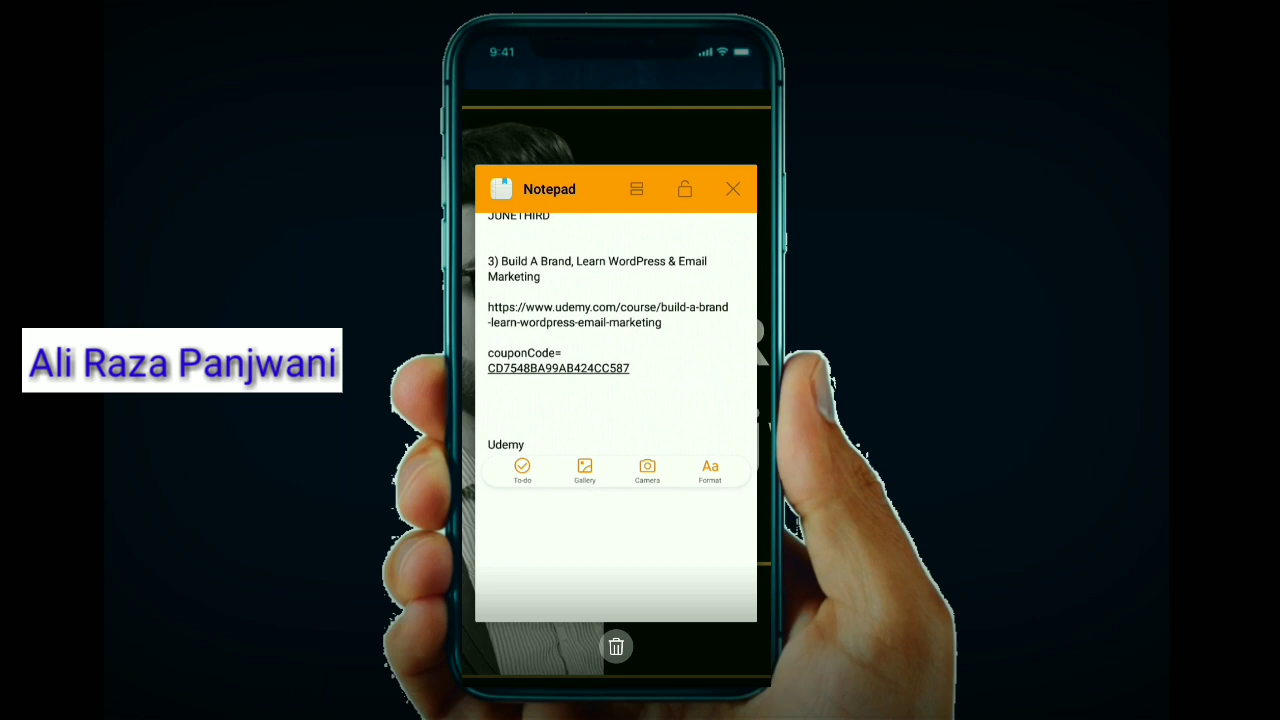 9:41
Notepad
JUNETHIRD
3) Build A Brand, Learn WordPress & Email
Marketing
https://www.udemy.com/course/build-a-brand
-learn-wordpress-email-marketing
couponCode=
CD7548BA99AB424CC587
Udemy
To-do
Gallery
Camera
Aa
Format
Ali Raza Panjwani